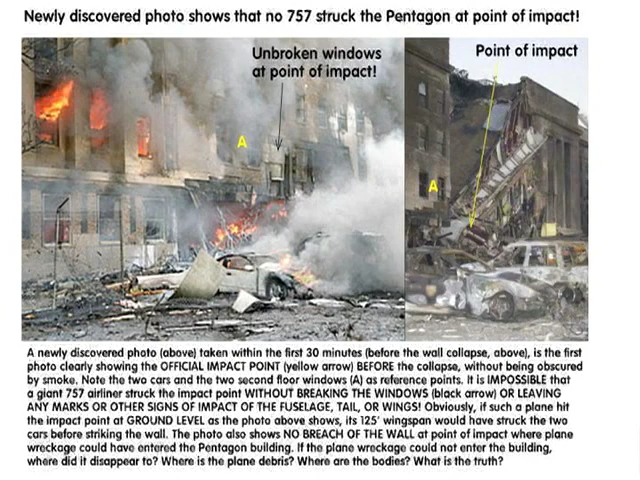 Newly discovered photo shows that no 757 struck the Pentagon at point of impact!
Unbroken windows
at point of impact!
Point of impact
A
A
A newly discovered photo (above) taken within the first 30 minutes (before the wall collapse, above), is the first
photo clearly showing the OFFICIAL IMPACT POINT (yellow arrow) BEFORE the collapse, without being obscured
by smoke. Note the two cars and the two second floor windows (A) as reference points. It is IMPOSSIBLE that
a giant 757 airliner struck the impact point WITHOUT BREAKING THE WINDOWS (black arrow) OR LEAVING
ANY MARKS OR OTHER SIGNS OF IMPACT OF THE FUSELAGE, TAIL, OR WINGS! Obviously, if such a plane hit
the impact point at GROUND LEVEL as the photo above shows, its 125' wingspan would have struck the two
cars before striking the wall. The photo also shows NO BREACH OF THE WALL at point of impact where plane
wreckage could have entered the Pentagon building. If the plane wreckage could not enter the building,
where did it disappear to? Where is the plane debris? Where are the bodies? What is the truth?